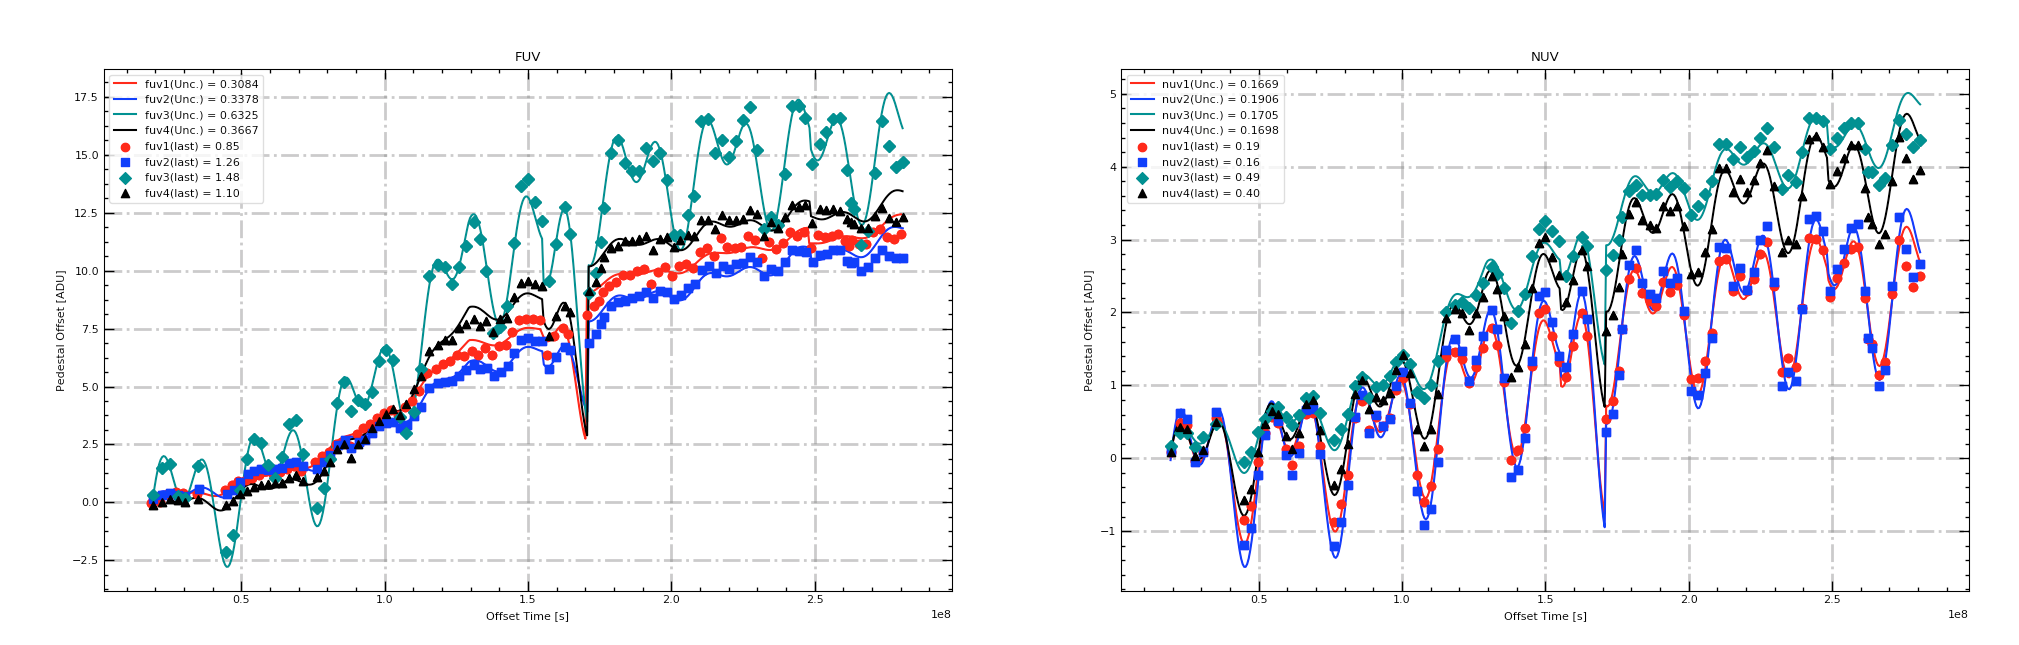 FUV
fuv1(Unc.) = 0.3084
fuv2(Unc.) = 0.3378
fuv3(Unc.) = 0.6325
fuv4(Unc.) = 0.3667
fuv1(last) = 0.85
fuv2(last) = 1.26
fuv3(last) = 1.48
fuv4(last) = 1.10
17.5
15.0
12.5
10.0
7.5
5.0
2.5
0.0
−2.5
Pedestal Offset [ADU]
0.5
1.0
1.5
2.0
2.5
1e8
Offset Time [s]
NUV
nuv1(Unc.) = 0.1669
nuv2(Unc.) = 0.1906
nuv3(Unc.) = 0.1705
nuv4(Unc.) = 0.1698
nuv1(last) = 0.19
nuv2(last) = 0.16
nuv3(last) = 0.49
nuv4(last) = 0.40
5
4
3
2
1
0
−1
Pedestal Offset [ADU]
0.5
1.0
1.5
2.0
2.5
1e8
Offset Time [s]